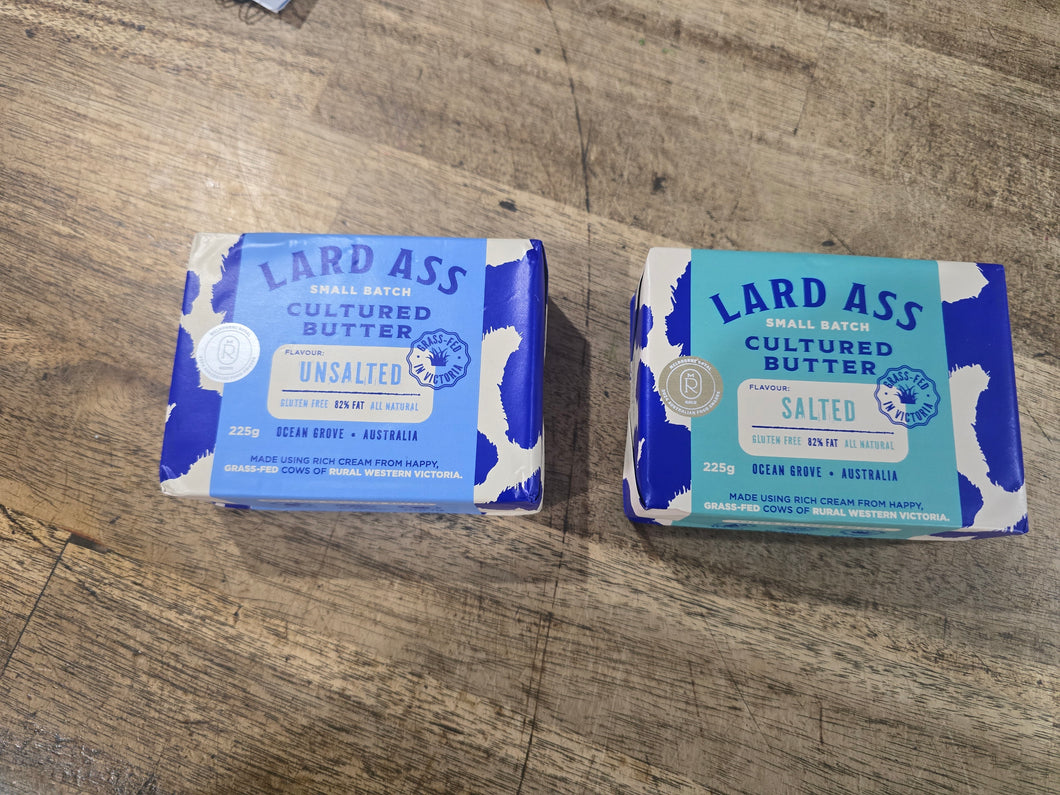 LARD ASS
SMALL BATCH
CULTURED
BUTTER
GRASS-FED
IN VICTORIA
FLAVOUR:
UNSALTED
GLUTEN FREE 82% FAT ALL NATURAL
225g
OCEAN GROVE • AUSTRALIA
MADE USING RICH CREAM FROM HAPPY,
GRASS-FED COWS OF RURAL WESTERN VICTORIA.
LARD ASS
SMALL BATCH
CULTURED
BUTTER
GRASS-FED
IN VICTORIA
FLAVOUR:
SALTED
GLUTEN FREE 82% FAT ALL NATURAL
225g
OCEAN GROVE • AUSTRALIA
MADE USING RICH CREAM FROM HAPPY,
GRASS-FED COWS OF RURAL WESTERN VICTORIA.